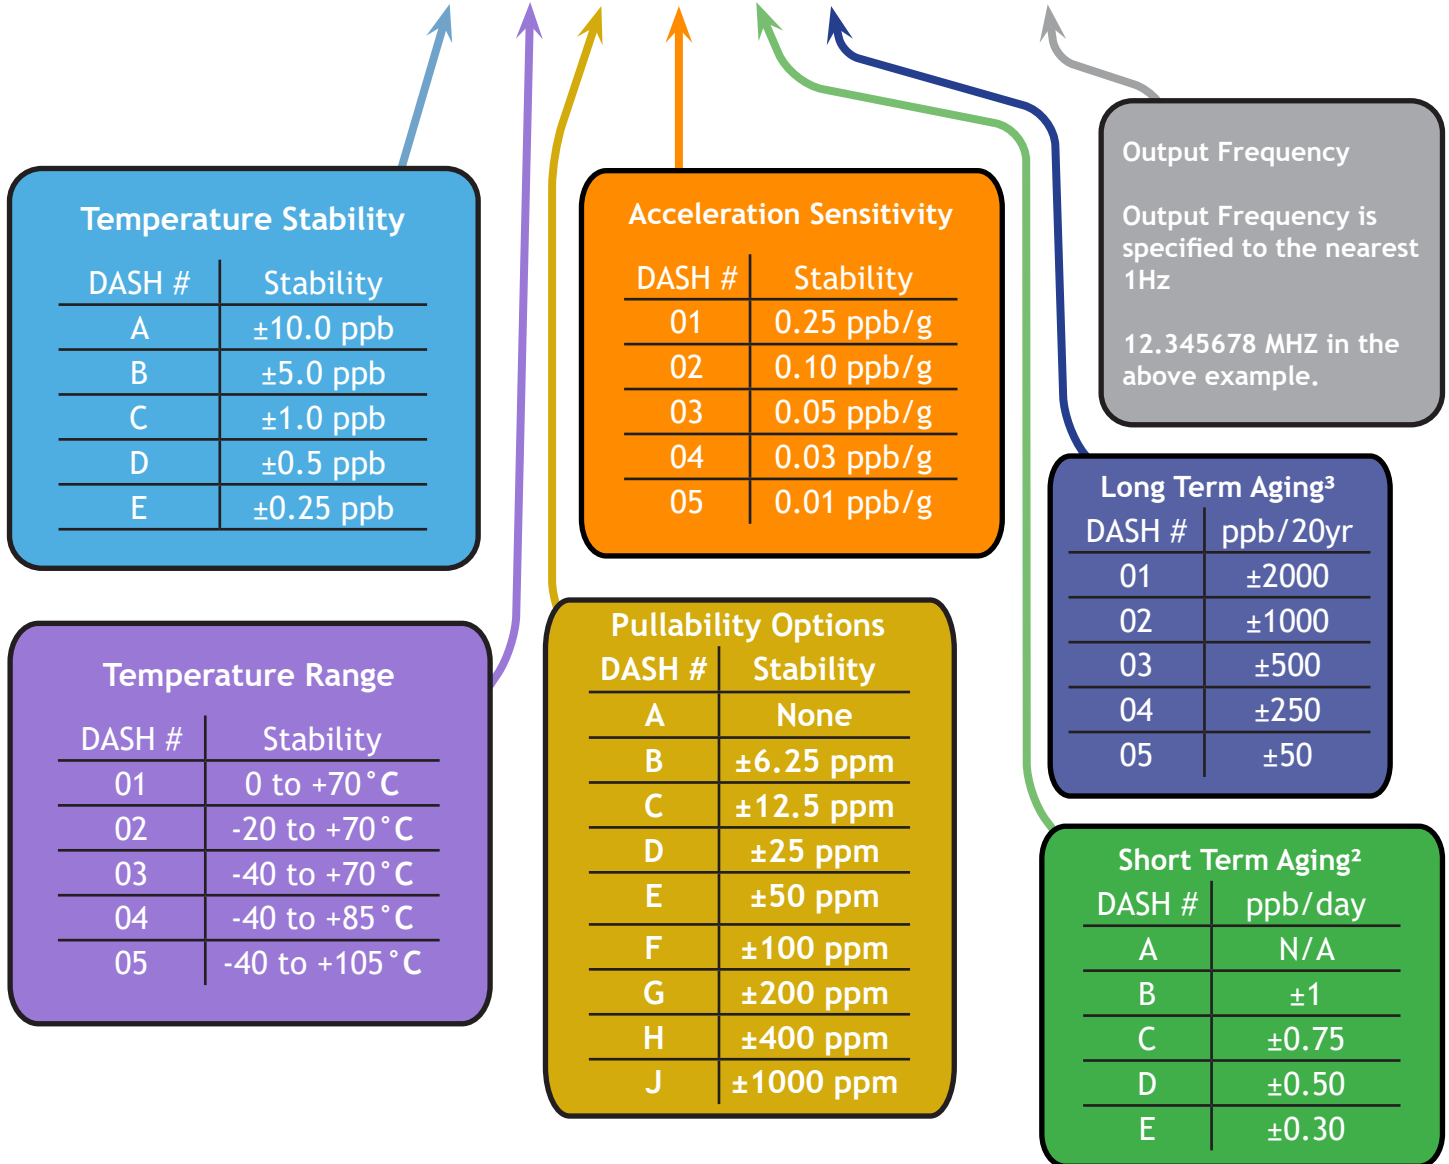 Temperature Stability
DASH # Stability
A ±10.0 ppb
B ±5.0 ppb
C ±1.0 ppb
D ±0.5 ppb
E ±0.25 ppb
Temperature Range
DASH # Stability
01 0 to +70°C
02 -20 to +70°C
03 -40 to +70°C
04 -40 to +85°C
05 -40 to +105°C
Acceleration Sensitivity
DASH # Stability
01 0.25 ppb/g
02 0.10 ppb/g
03 0.05 ppb/g
04 0.03 ppb/g
05 0.01 ppb/g
Pullability Options
DASH # Stability
A None
B ±6.25 ppm
C ±12.5 ppm
D ±25 ppm
E ±50 ppm
F ±100 ppm
G ±200 ppm
H ±400 ppm
J ±1000 ppm
Output Frequency
Output Frequency is
specified to the nearest
1Hz
12.345678 MHZ in the
above example.
Long Term Aging³
DASH # ppb/20yr
01 ±2000
02 ±1000
03 ±500
04 ±250
05 ±50
Short Term Aging²
DASH # ppb/day
A N/A
B ±1
C ±0.75
D ±0.50
E ±0.30